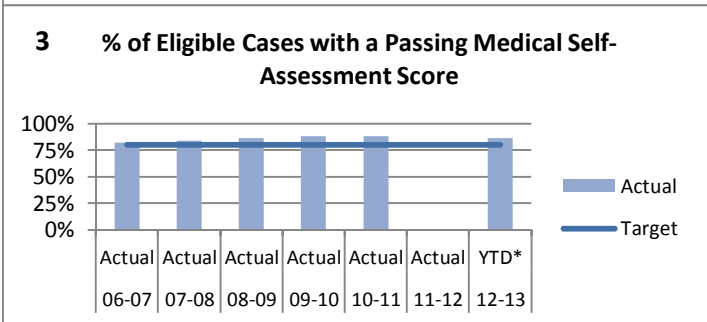 3 % of Eligible Cases with a Passing Medical Self-
Assessment Score
100%
75%
50%
25%
0%
Actual Actual Actual Actual Actual Actual YTD*
06-07 07-08 08-09 09-10 10-11 11-12 12-13
Actual
Target